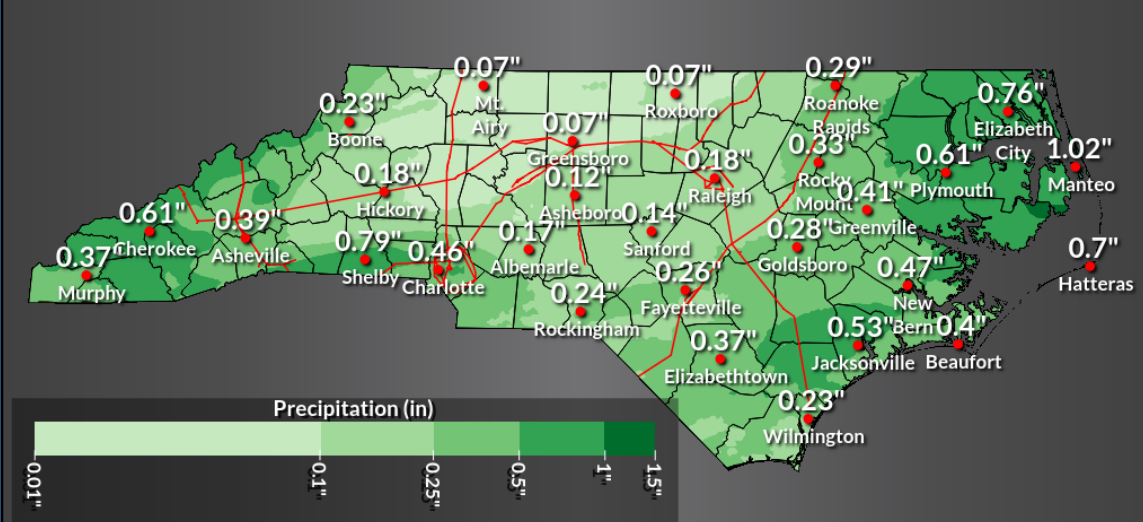 0.07"
Mt.
Airy
0.07"
Roxboro
0.29"
Roanoke
Rapids
0.23"
Boone
0.76"
Elizabeth
City
0.07"
Greensboro
0.33"
Rocky
Mount
1.02"
Manteo
0.18"
Hickory
0.12"
Asheboro
0.18"
Raleigh
0.61"
Plymouth
0.41"
Greenville
0.61"
Cherokee
0.39"
Asheville
0.14"
Sanford
0.28"
Goldsboro
0.37"
Murphy
0.79"
Shelby
0.46"
Charlotte
0.17"
Albemarle
0.7"
Hatteras
0.26"
Fayetteville
0.47"
New
Bern
0.24"
Rockingham
0.53"
Jacksonville
0.4"
Beaufort
0.37"
Elizabethtown
0.23"
Wilmington
Precipitation (in)
0.01"
0.1"
0.25"
0.5"
1"
1.5"